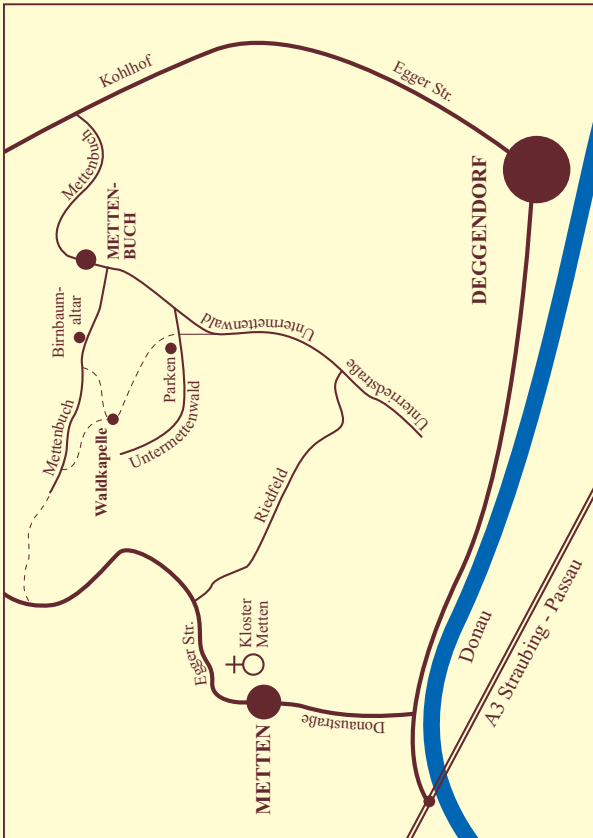 Kohlhof
Egger Str.
Mettenbuch
DEGGENDORF
METTEN-
BUCH
Birnbaum-
altar
Untermettenwald
Parken
Unterriedstraße
Mettenbuch
Waldkapelle
Untermettenwald
Riedfeld
Egger Str.
Kloster
Metten
Donau
A3 Straubing - Passau
METTEN
Donaustraße